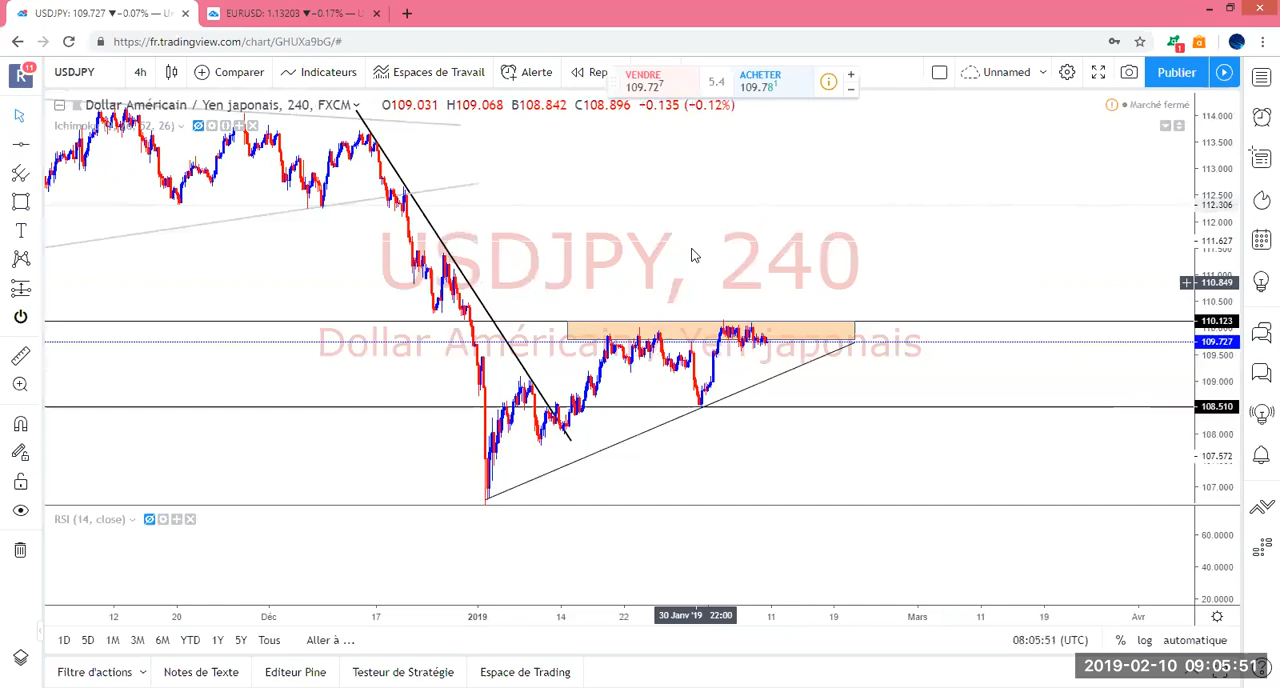 USDJPY: 109.727 ▼−0.07% — U
EURUSD: 1.13203 ▼−0.17% — U
https://fr.tradingview.com/chart/GHUXa9bG/#
1
R 11 USDJPY 4h Comparer Indicateurs Espaces de Travail Alerte Rep
VENDRE
109.727
5.4
ACHETER
109.781
Unnamed Publier
Dollar Américain / Yen japonais, 240, FXCM O109.031 H109.068 B108.842 C108.896 −0.135 (−0.12%)
Marché fermé
52, 26)
USDJPY, 240
Dollar Américain / Yen japonais
114.000
113.500
113.000
112.500
112.306
112.000
111.627
111.500
111.000
110.849
110.500
110.123
110.000
109.727
109.500
109.000
108.510
108.000
107.572
107.000
RSI (14, close)
60.0000
40.0000
20.0000
12 20 Déc 17 2019 14 22 30 Janv '19 22:00 11 19 Mars 11 19 Avr
1D 5D 1M 3M 6M YTD 1Y 5Y Tous Aller à ... 08:05:51 (UTC) % log automatique
Filtre d'actions Notes de Texte Editeur Pine Testeur de Stratégie Espace de Trading
2019-02-10 09:05:51